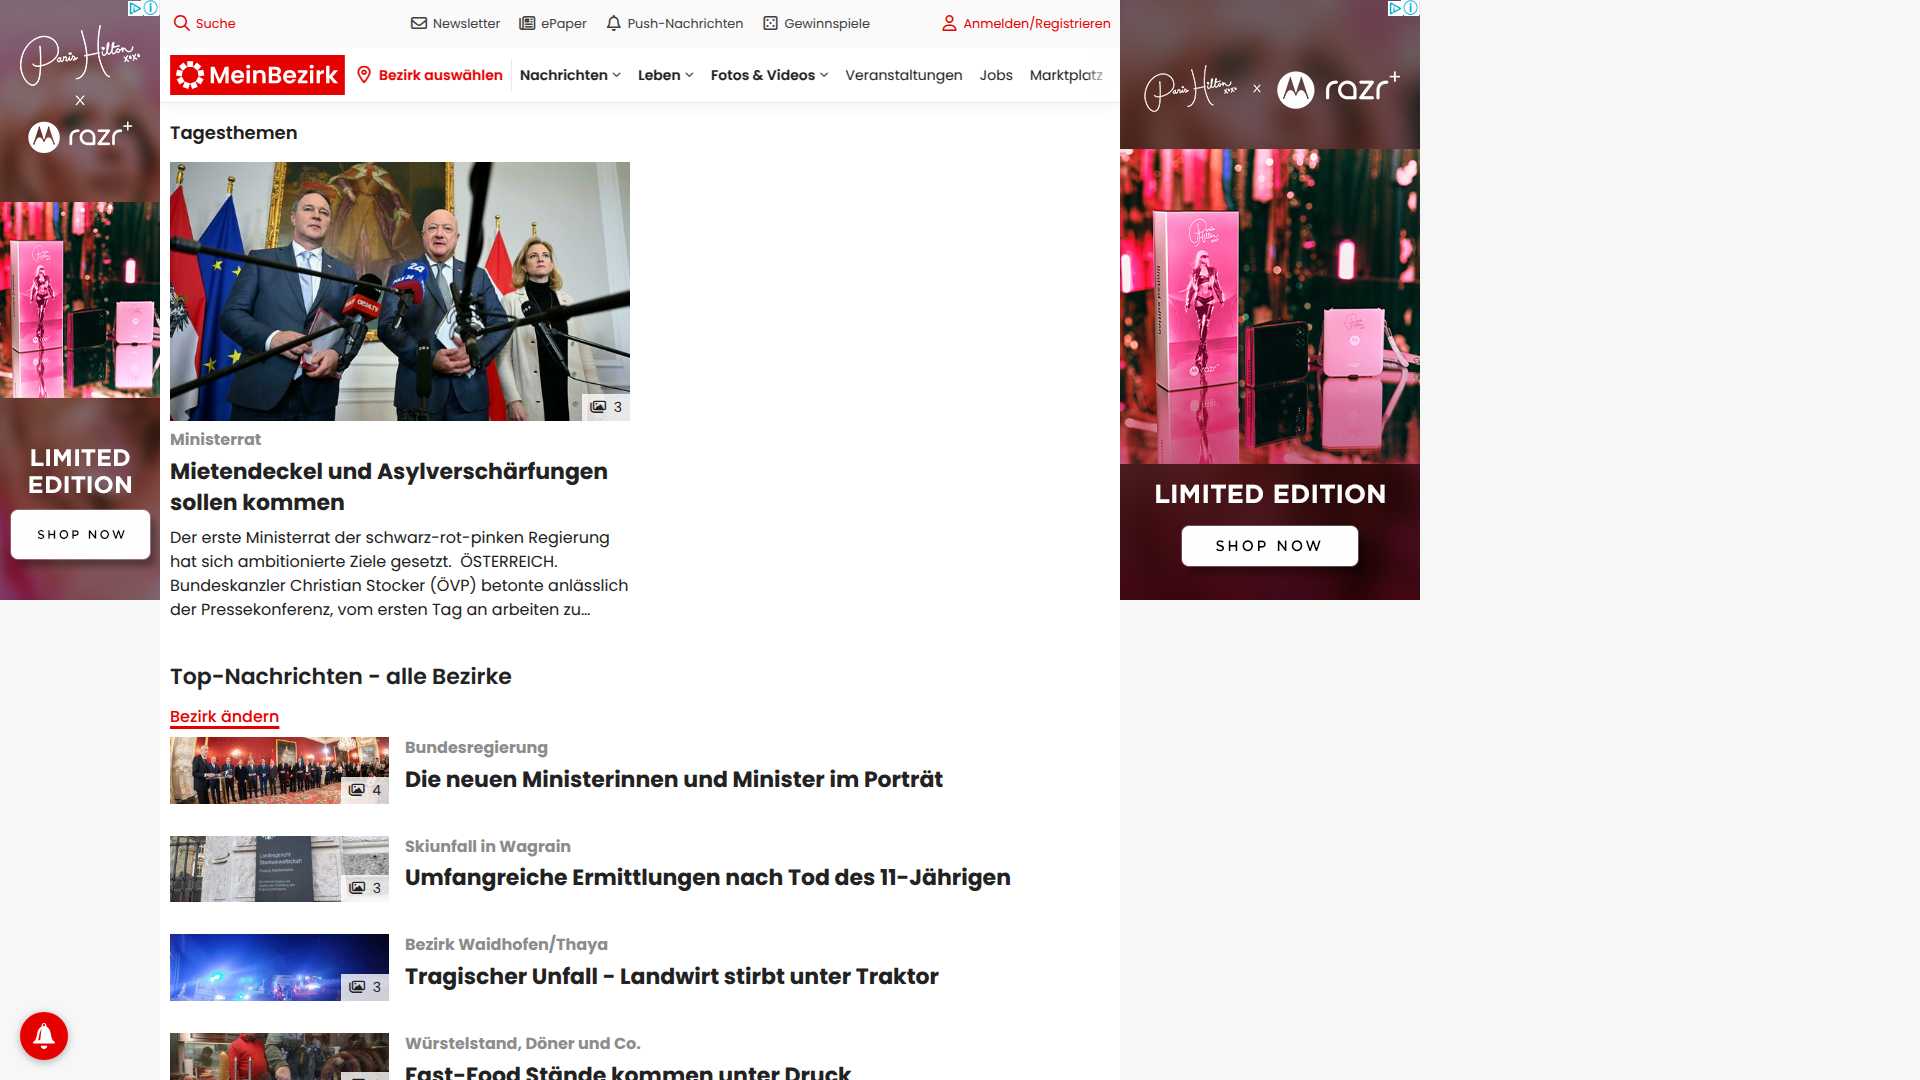 Paris Hilton
xoxo
X
razr+
LIMITED
EDITION
SHOP NOW
Suche
Newsletter
ePaper
Push-Nachrichten
Gewinnspiele
Anmelden/Registrieren
MeinBezirk
Bezirk auswählen
Nachrichten
Leben
Fotos & Videos
Veranstaltungen
Jobs
Marktplatz
Tagesthemen
3
Ministerrat
Mietendeckel und Asylverschärfungen
sollen kommen
Der erste Ministerrat der schwarz-rot-pinken Regierung
hat sich ambitionierte Ziele gesetzt.  ÖSTERREICH.
Bundeskanzler Christian Stocker (ÖVP) betonte anlässlich
der Pressekonferenz, vom ersten Tag an arbeiten zu...
Top-Nachrichten - alle Bezirke
Bezirk ändern
4
Bundesregierung
Die neuen Ministerinnen und Minister im Porträt
3
Skiunfall in Wagrain
Umfangreiche Ermittlungen nach Tod des 11-Jährigen
3
Bezirk Waidhofen/Thaya
Tragischer Unfall - Landwirt stirbt unter Traktor
Würstelstand, Döner und Co.
Fast-Food Stände kommen unter Druck
Paris Hilton
xoxo
X
razr+
LIMITED EDITION
SHOP NOW